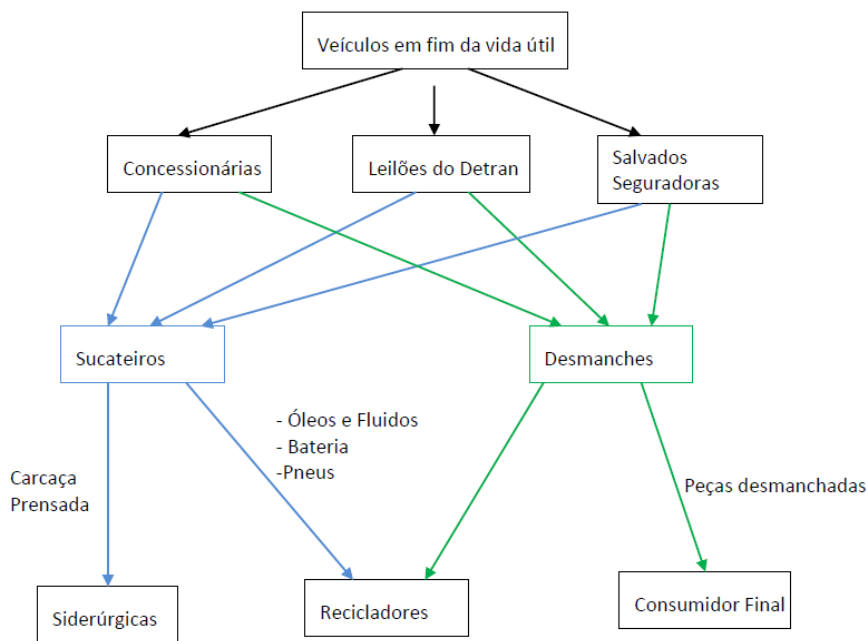 Veículos em fim da vida útil
Concessionárias
Leilões do Detran
Salvados
Seguradoras
Sucateiros
Desmanches
- Óleos e Fluidos
- Bateria
-Pneus
Carcaça
Prensada
Peças desmanchadas
Siderúrgicas
Recicladores
Consumidor Final